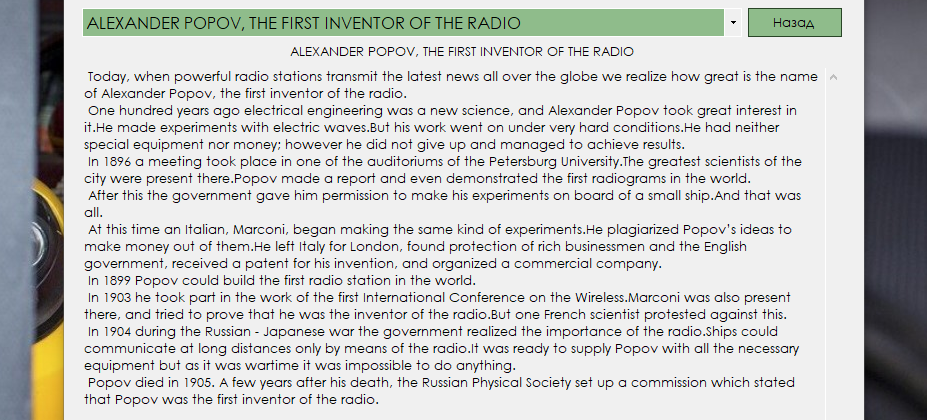 ALEXANDER POPOV, THE FIRST INVENTOR OF THE RADIO
Назад
ALEXANDER POPOV, THE FIRST INVENTOR OF THE RADIO
Today, when powerful radio stations transmit the latest news all over the globe we realize how great is the name
of Alexander Popov, the first inventor of the radio.
One hundred years ago electrical engineering was a new science, and Alexander Popov took great interest in
it.He made experiments with electric waves.But his work went on under very hard conditions.He had neither
special equipment nor money; however he did not give up and managed to achieve results.
In 1896 a meeting took place in one of the auditoriums of the Petersburg University.The greatest scientists of the
city were present there.Popov made a report and even demonstrated the first radiograms in the world.
After this the government gave him permission to make his experiments on board of a small ship.And that was
all.
At this time an Italian, Marconi, began making the same kind of experiments.He plagiarized Popov's ideas to
make money out of them.He left Italy for London, found protection of rich businessmen and the English
government, received a patent for his invention, and organized a commercial company.
In 1899 Popov could build the first radio station in the world.
In 1903 he took part in the work of the first International Conference on the Wireless.Marconi was also present
there, and tried to prove that he was the inventor of the radio.But one French scientist protested against this.
In 1904 during the Russian - Japanese war the government realized the importance of the radio.Ships could
communicate at long distances only by means of the radio.It was ready to supply Popov with all the necessary
equipment but as it was wartime it was impossible to do anything.
Popov died in 1905. A few years after his death, the Russian Physical Society set up a commission which stated
that Popov was the first inventor of the radio.